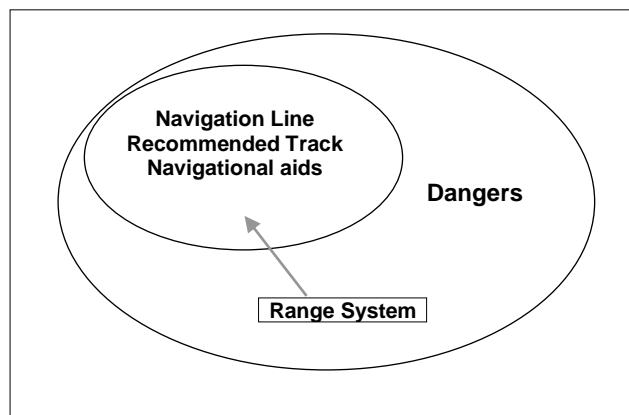 Navigation Line
Recommended Track
Navigational aids
Dangers
Range System